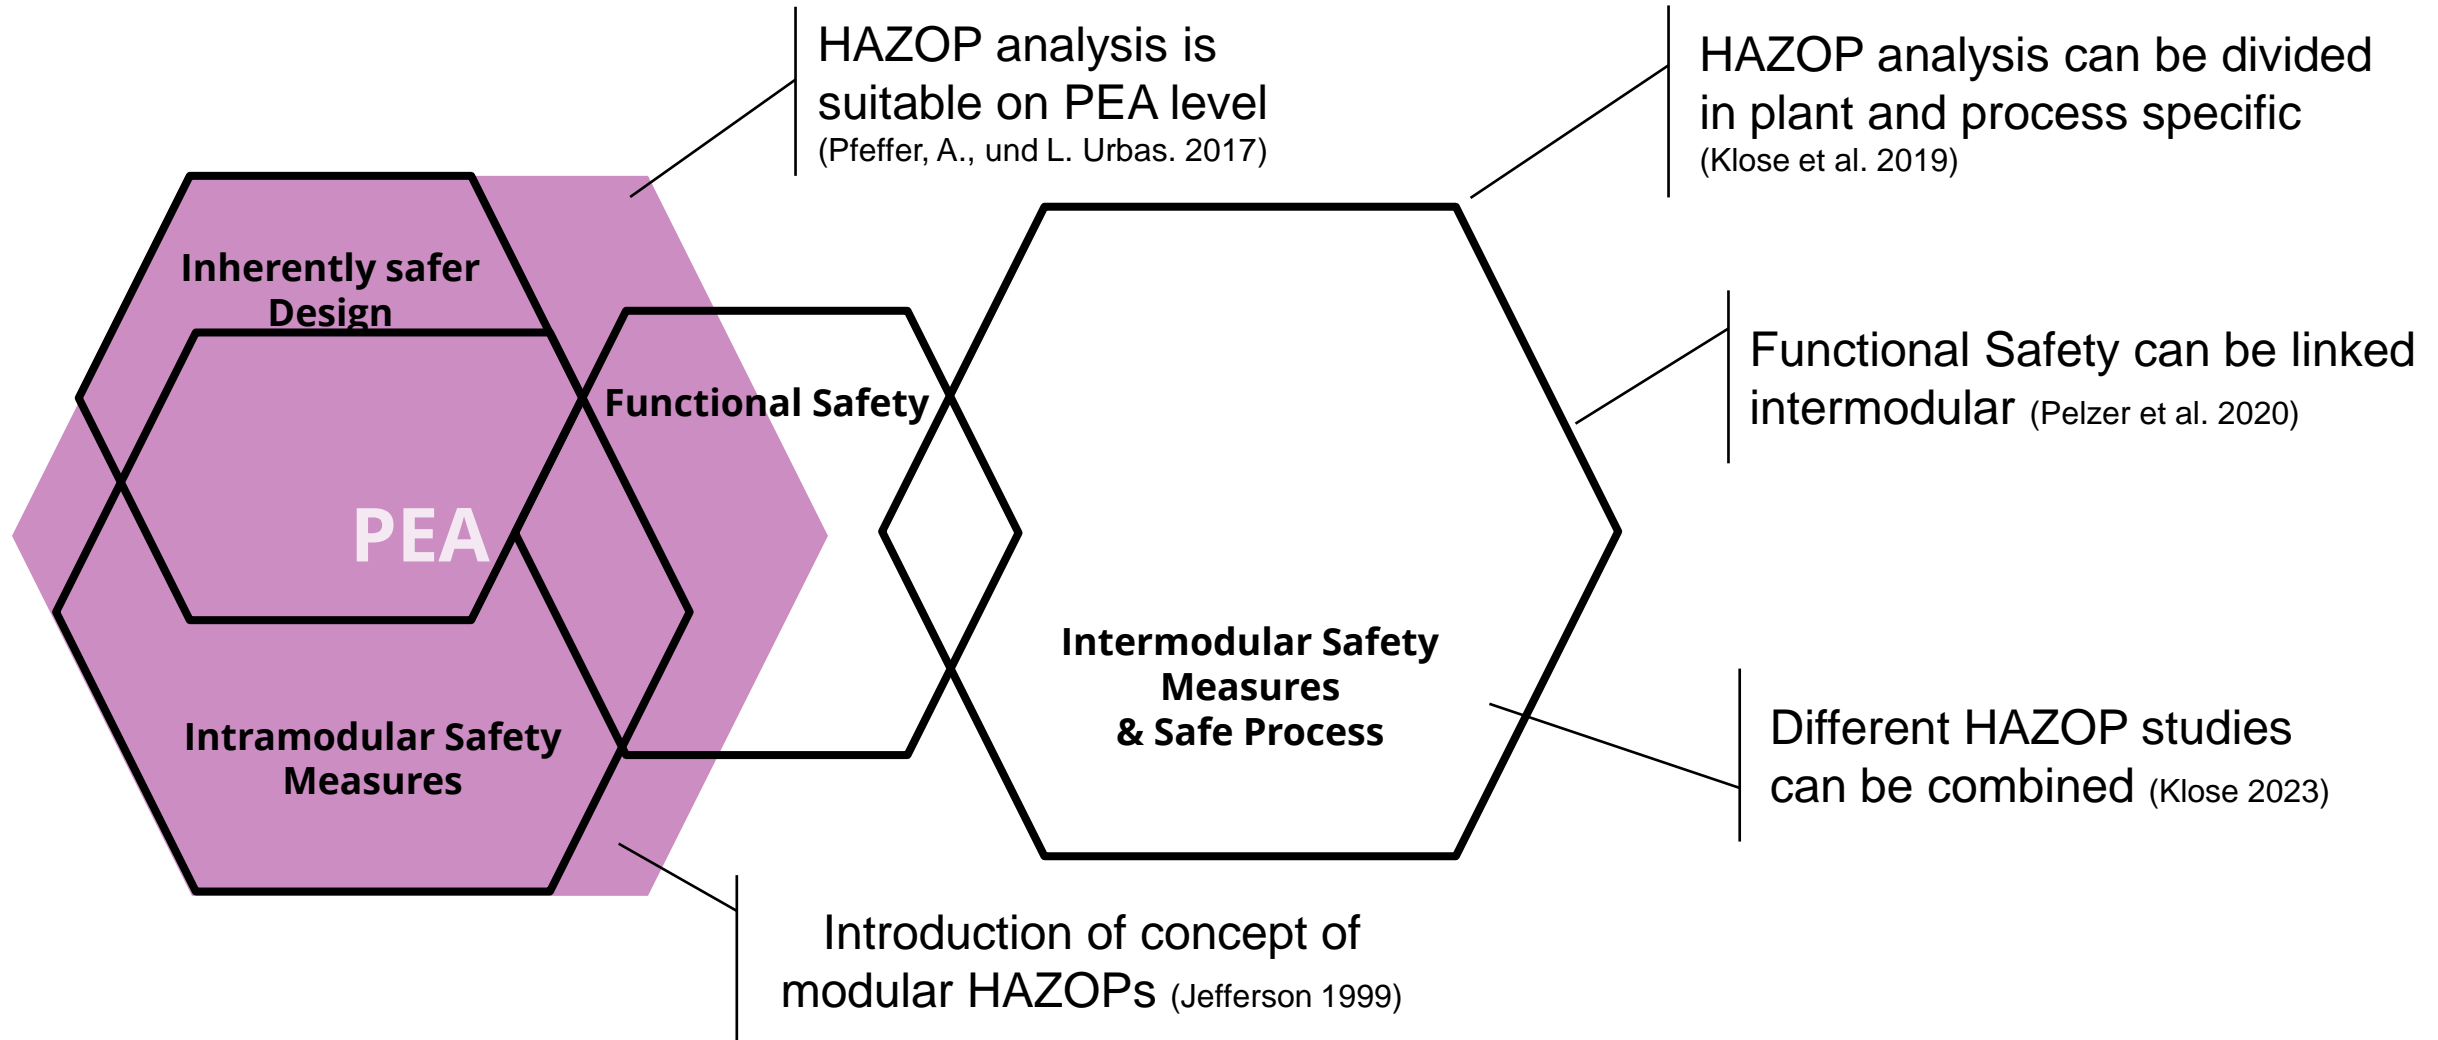 HAZOP analysis is
suitable on PEA level
(Pfeffer, A., und L. Urbas. 2017)
HAZOP analysis can be divided
in plant and process specific
(Klose et al. 2019)
Inherently safer
Design
Functional Safety
Functional Safety can be linked
intermodular (Pelzer et al. 2020)
PEA
Intermodular Safety
Measures
& Safe Process
Intramodular Safety
Measures
Different HAZOP studies
can be combined (Klose 2023)
Introduction of concept of
modular HAZOPs (Jefferson 1999)